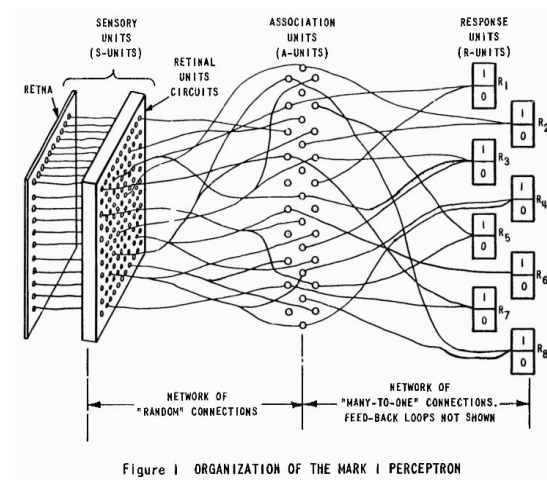 SENSORY
UNITS
(S-UNITS)
ASSOCIATION
UNITS
(A-UNITS)
RESPONSE
UNITS
(R-UNITS)
RETINAL
UNITS
CIRCUITS
RETNA
1
0
R1
1
0
R2
1
0
R3
1
0
R4
1
0
R5
1
0
R6
1
0
R7
1
0
R8
NETWORK OF
"RANDOM" CONNECTIONS
NETWORK OF
"MANY-TO-ONE" CONNECTIONS.
FEED-BACK LOOPS NOT SHOWN
Figure 1 ORGANIZATION OF THE MARK 1 PERCEPTRON